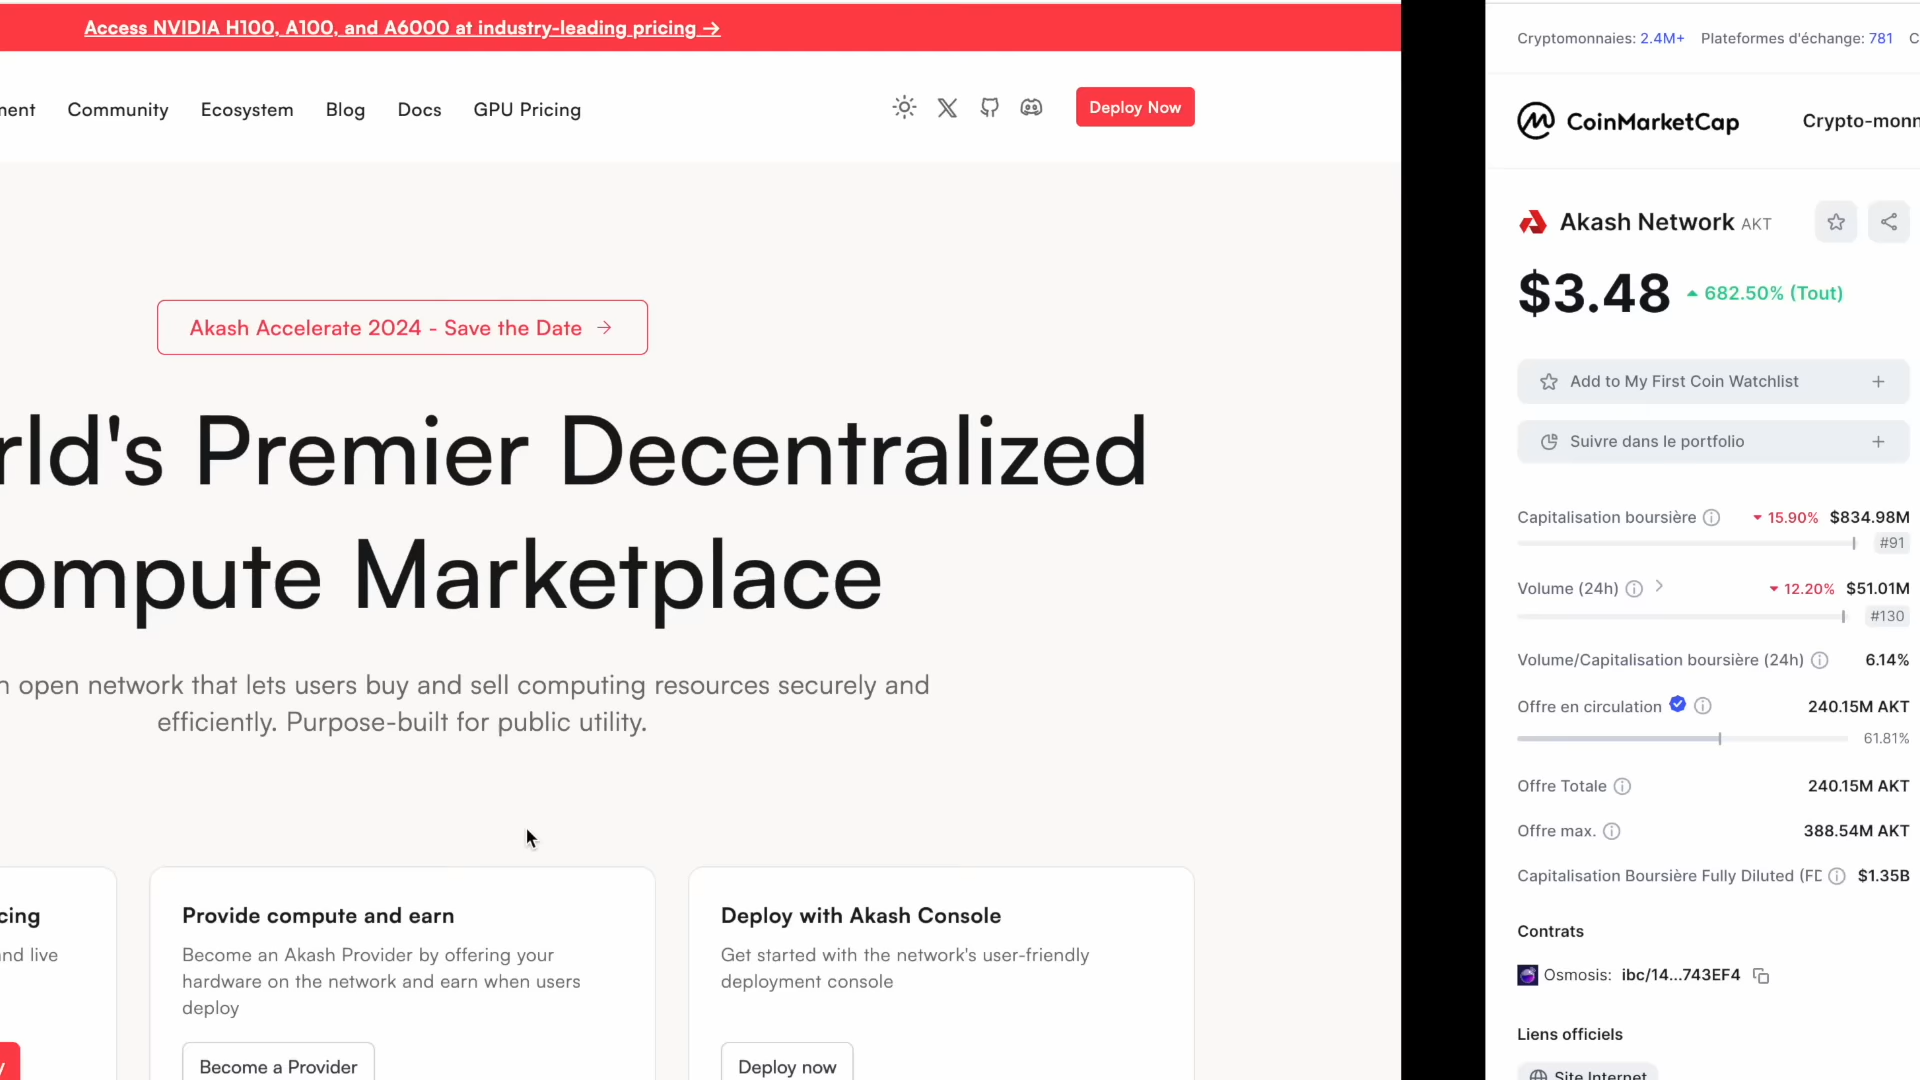 Access NVIDIA H100, A100, and A6000 at industry-leading pricing →
Community Ecosystem Blog Docs GPU Pricing Deploy Now
Akash Accelerate 2024 - Save the Date →
rld's Premier Decentralized
ompute Marketplace
open network that lets users buy and sell computing resources securely and
efficiently. Purpose-built for public utility.
cing
nd live
Provide compute and earn
Become an Akash Provider by offering your
hardware on the network and earn when users
deploy
Become a Provider
Deploy with Akash Console
Get started with the network's user-friendly
deployment console
Deploy now
Cryptomonnaies: 2.4M+ Plateformes d'échange: 781 C
CoinMarketCap Crypto-monn
Akash Network AKT
$3.48 682.50% (Tout)
Add to My First Coin Watchlist +
Suivre dans le portfolio +
Capitalisation boursière 15.90% $834.98M
#91
Volume (24h) 12.20% $51.01M
#130
Volume/Capitalisation boursière (24h) 6.14%
Offre en circulation 240.15M AKT
61.81%
Offre Totale 240.15M AKT
Offre max. 388.54M AKT
Capitalisation Boursière Fully Diluted (FD $1.35B
Contrats
Osmosis: ibc/14...743EF4
Liens officiels
Site Internet